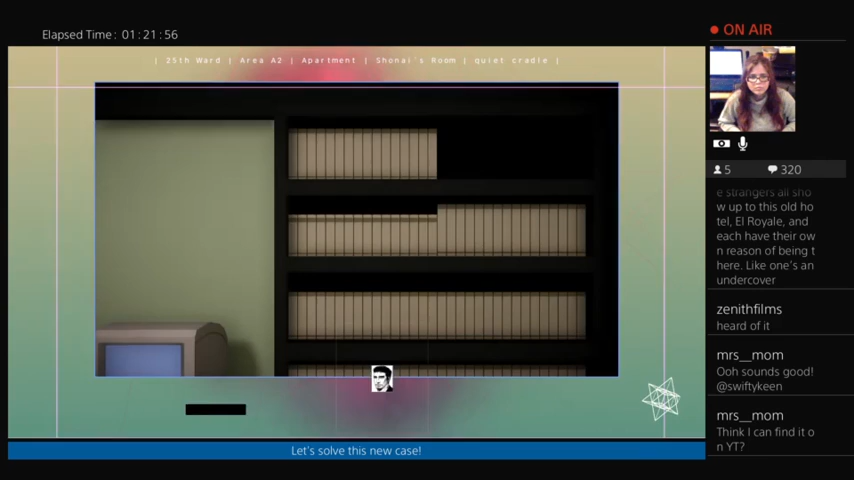 Elapsed Time: 01:21:56
ON AIR
| 25th Ward | Area A2 | Apartment | Shonai's Room | quiet cradle |
5
320
e strangers all sho
w up to this old ho
tel, El Royale, and
each have their ow
n reason of being t
here. Like one's an
undercover
zenithfilms
heard of it
mrs__mom
Ooh sounds good!
@swiftykeen
mrs__mom
Think I can find it o
n YT?
Let's solve this new case!